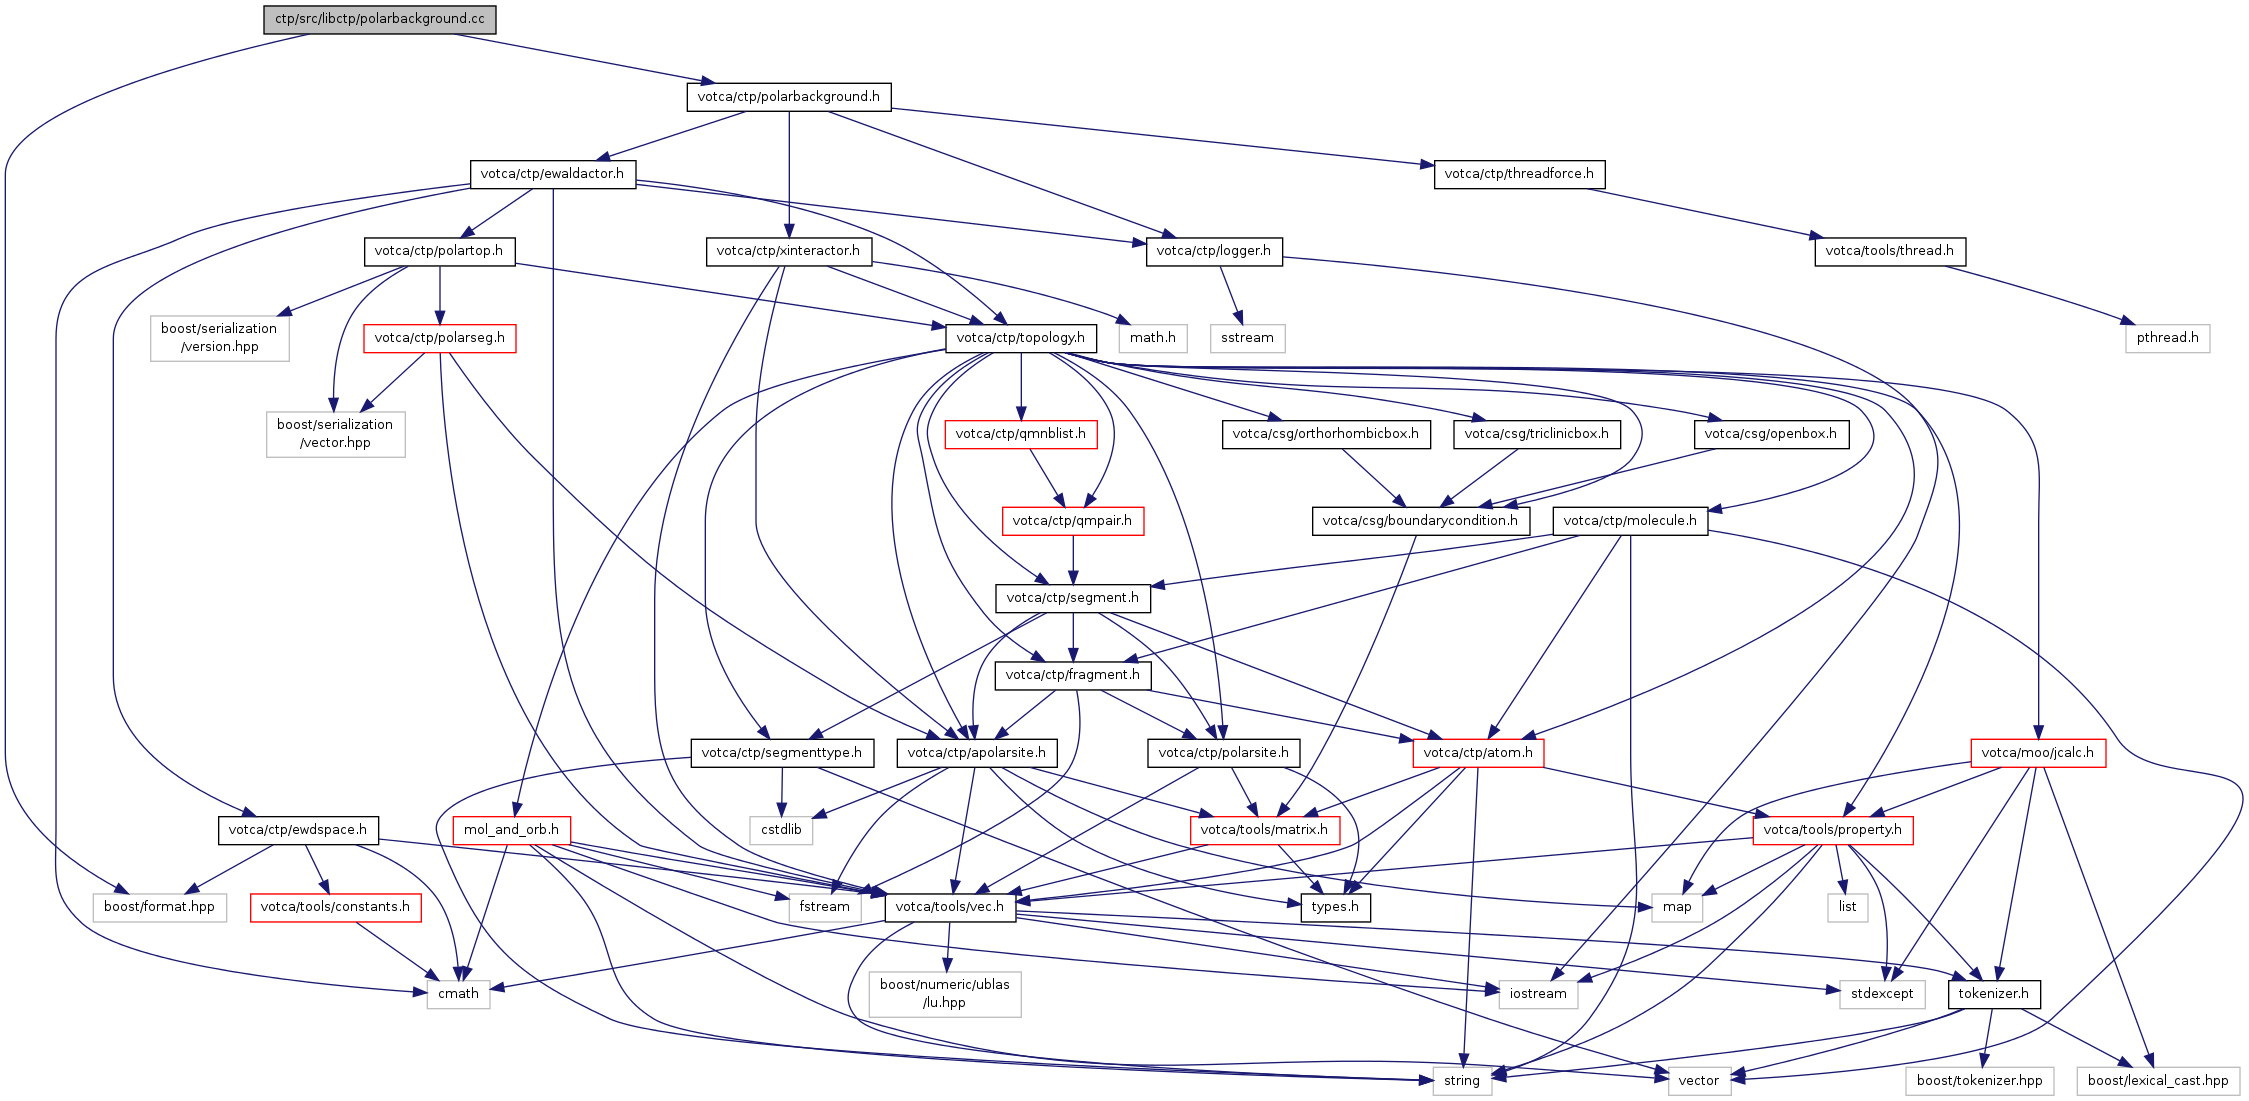 ctp/src/libctp/polarbackground.cc
votca/ctp/polarbackground.h
votca/ctp/ewaldactor.h
votca/ctp/threadforce.h
votca/ctp/polartop.h
votca/ctp/xinteractor.h
votca/ctp/logger.h
votca/tools/thread.h
boost/serialization
/version.hpp
votca/ctp/polarseg.h
votca/ctp/topology.h
math.h
sstream
pthread.h
boost/serialization
/vector.hpp
votca/ctp/qmnblist.h
votca/csg/orthorhombicbox.h
votca/csg/triclinicbox.h
votca/csg/openbox.h
votca/ctp/qmpair.h
votca/csg/boundarycondition.h
votca/ctp/molecule.h
votca/ctp/segment.h
votca/ctp/fragment.h
votca/ctp/segmenttype.h
votca/ctp/apolarsite.h
votca/ctp/polarsite.h
votca/ctp/atom.h
votca/moo/jcalc.h
votca/ctp/ewdspace.h
mol_and_orb.h
cstdlib
votca/tools/matrix.h
votca/tools/property.h
boost/format.hpp
votca/tools/constants.h
fstream
votca/tools/vec.h
types.h
map
list
cmath
boost/numeric/ublas
/lu.hpp
iostream
stdexcept
tokenizer.h
string
vector
boost/tokenizer.hpp
boost/lexical_cast.hpp